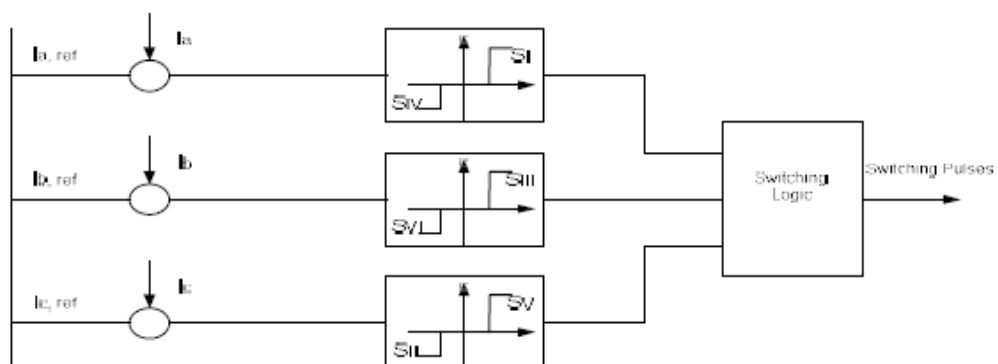 Ia
Ia, ref
SI
SIV
Ib
Ib, ref
SIII
SVI
Switching Logic
Switching Pulses
Ic
Ic, ref
SV
SII